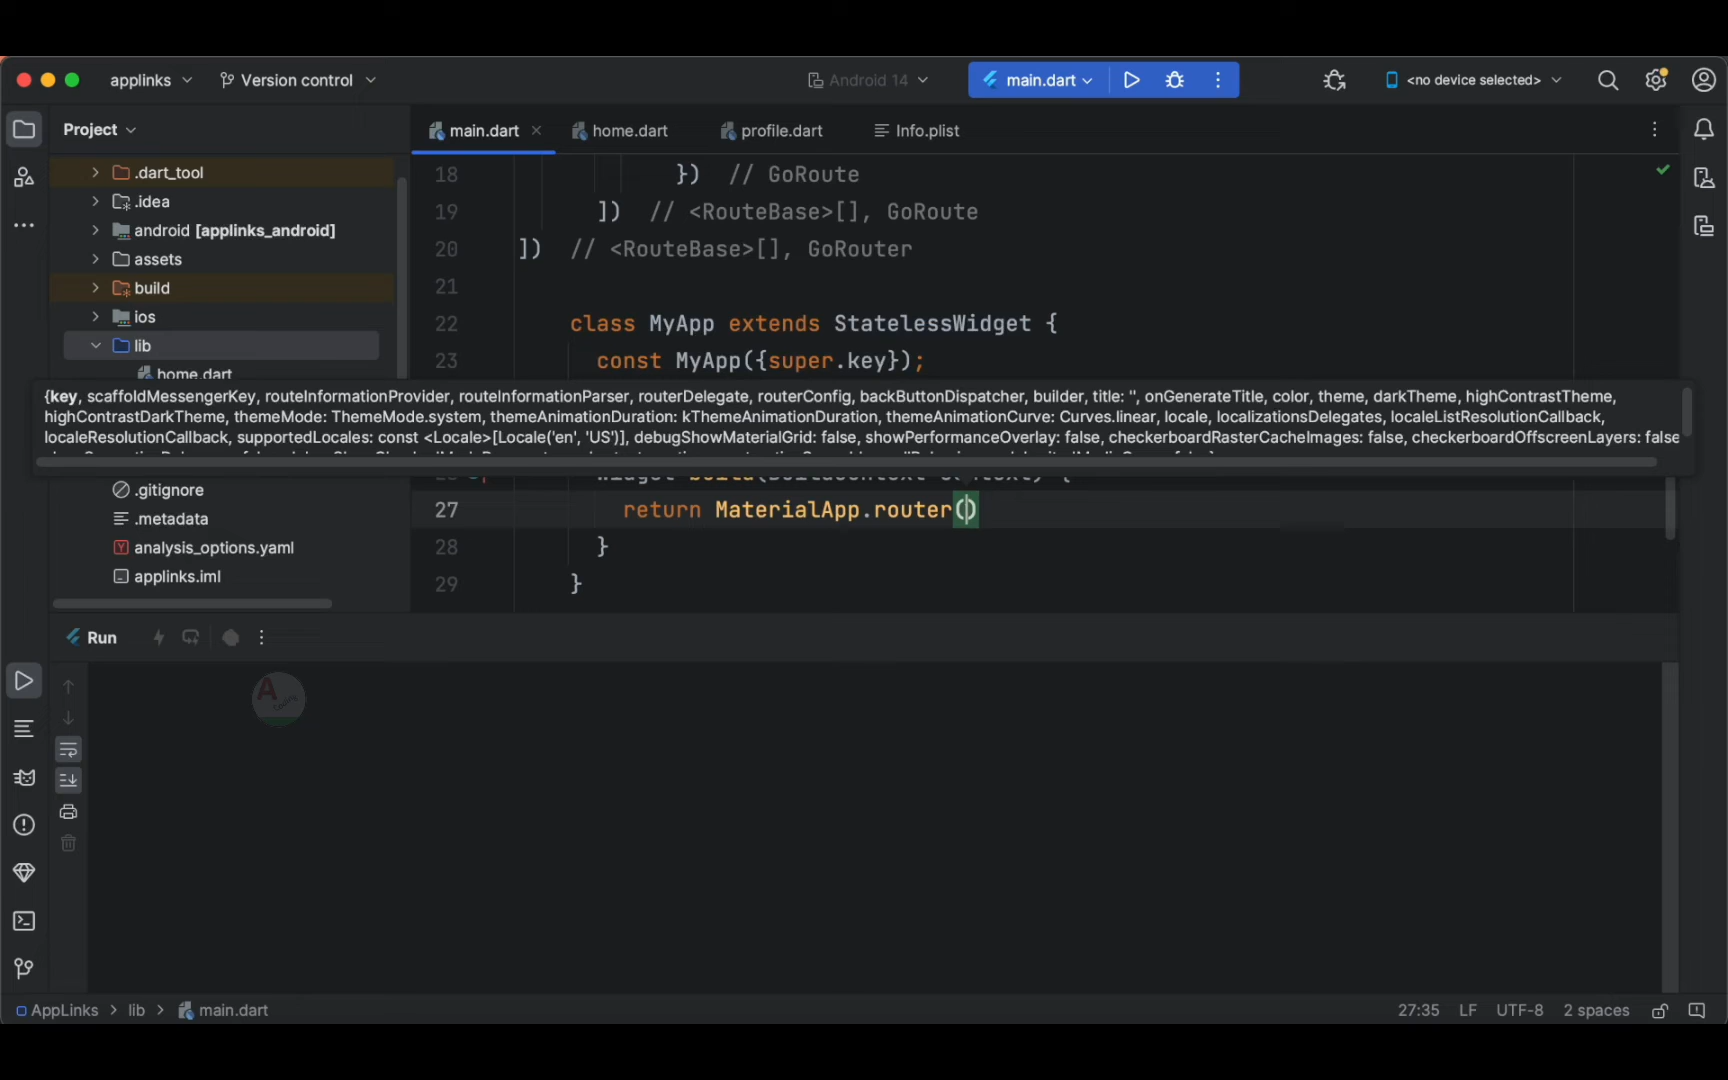 applinks
Version control
Android 14
main.dart
<no device selected>
Project
main.dart
home.dart
profile.dart
Info.plist
.dart_tool
.idea
android [applinks_android]
assets
build
ios
lib
home.dart
18 }) // GoRoute
19 ]) // <RouteBase>[], GoRoute
20 ]) // <RouteBase>[], GoRouter
21
22 class MyApp extends StatelessWidget {
23 const MyApp({super.key});
{key, scaffoldMessengerKey, routeInformationProvider, routeInformationParser, routerDelegate, routerConfig, backButtonDispatcher, builder, title: '', onGenerateTitle, color, theme, darkTheme, highContrastTheme,
highContrastDarkTheme, themeMode: ThemeMode.system, themeAnimationDuration: kThemeAnimationDuration, themeAnimationCurve: Curves.linear, locale, localizationsDelegates, localeListResolutionCallback,
localeResolutionCallback, supportedLocales: const <Locale>[Locale('en', 'US')], debugShowMaterialGrid: false, showPerformanceOverlay: false, checkerboardRasterCacheImages: false, checkerboardOffscreenLayers: false
.gitignore
.metadata
analysis_options.yaml
applinks.iml
27 return MaterialApp.router()
28 }
29 }
Run
A
AppLinks > lib > main.dart
27:35 LF UTF-8 2 spaces